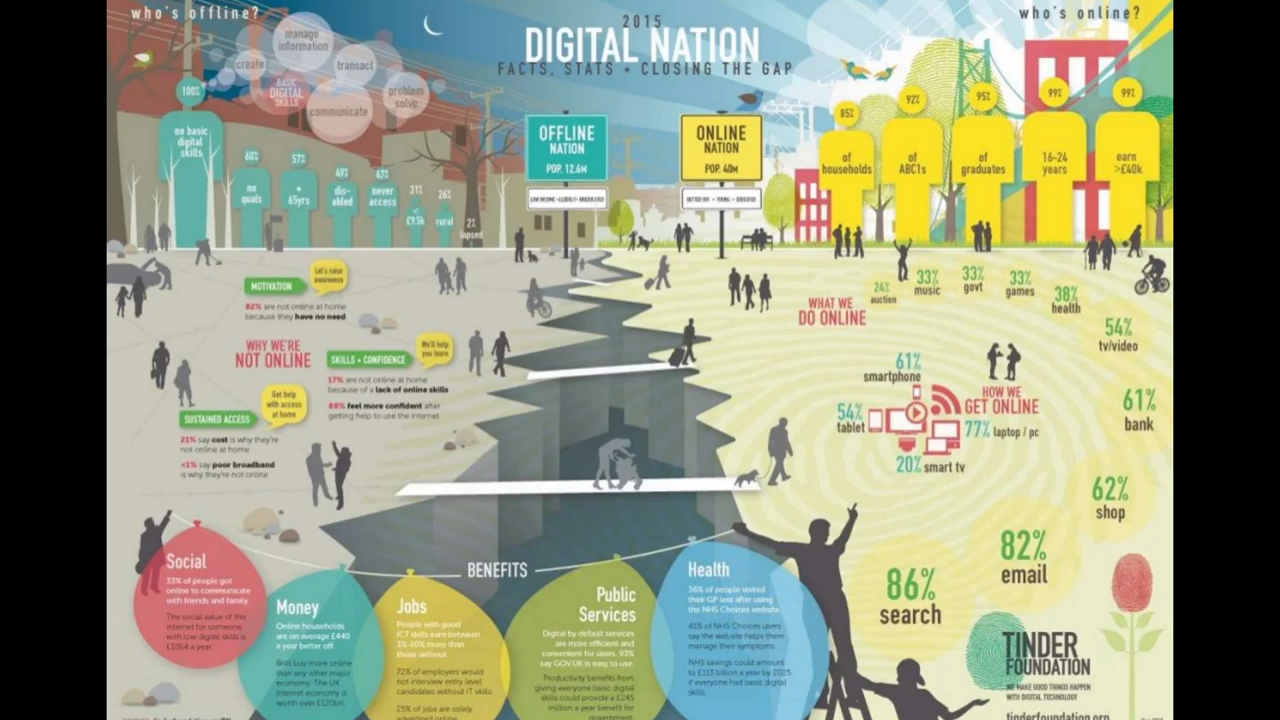 who's offline?
2015
DIGITAL NATION
FACTS, STATS + CLOSING THE GAP
who's online?
BASIC
DIGITAL
SKILLS
create
manage
information
transact
communicate
problem
solve
100%
no basic
digital
skills
60%
no
quals
57%
+
65yrs
49%
dis-
abled
47%
never
access
31%
<
£9.5k
26%
rural
2%
lapsed
OFFLINE
NATION
POP. 12.6M
ONLINE
NATION
POP. 40M
85%
of
households
92%
of
ABC1s
95%
of
graduates
99%
16-24
years
99%
earn
>£40k
WHY WE'RE
NOT ONLINE
MOTIVATION
Let's raise
awareness
82% are not online at home
because they have no need
SKILLS + CONFIDENCE
We'll help
you learn
17% are not online at home
because of a lack of online skills
88% feel more confident after
getting help to use the internet
SUSTAINED ACCESS
Get help
with access
at home
21% say cost is why they're
not online at home
<1% say poor broadband
is why they're not online
WHAT WE
DO ONLINE
24%
auction
33%
music
33%
govt
33%
games
38%
health
54%
tv/video
61%
bank
62%
shop
82%
email
86%
search
HOW WE
GET ONLINE
61%
smartphone
54%
tablet
77% laptop / pc
20% smart tv
BENEFITS
Social
33% of people got
online to communicate
with friends and family.
The social value of the
internet for someone
with low digital skills is
£1064 a year
Money
Online households
are on average £440
a year better off.
Brits buy more online
than any other major
economy. The UK
internet economy is
worth over £120bn.
Jobs
People with good
ICT skills earn between
3%-10% more than
those without.
72% of employers would
not interview entry level
candidates without IT skills.
25% of jobs are solely
advertised online
Public
Services
Digital by default services
are more efficient and
convenient for users. 93%
say GOV.UK is easy to use.
Productivity benefits from
giving everyone basic digital
skills could provide a £245
million a year benefit for
government.
Health
36% of people visited
their GP less after using
the NHS Choices website.
41% of NHS Choices users
say the website helps them
manage their symptoms.
NHS savings could amount
to £113 billion a year by 2025
if everyone had basic digital
skills.
TINDER
FOUNDATION
WE MAKE GOOD THINGS HAPPEN
WITH DIGITAL TECHNOLOGY
tinderfoundation.org